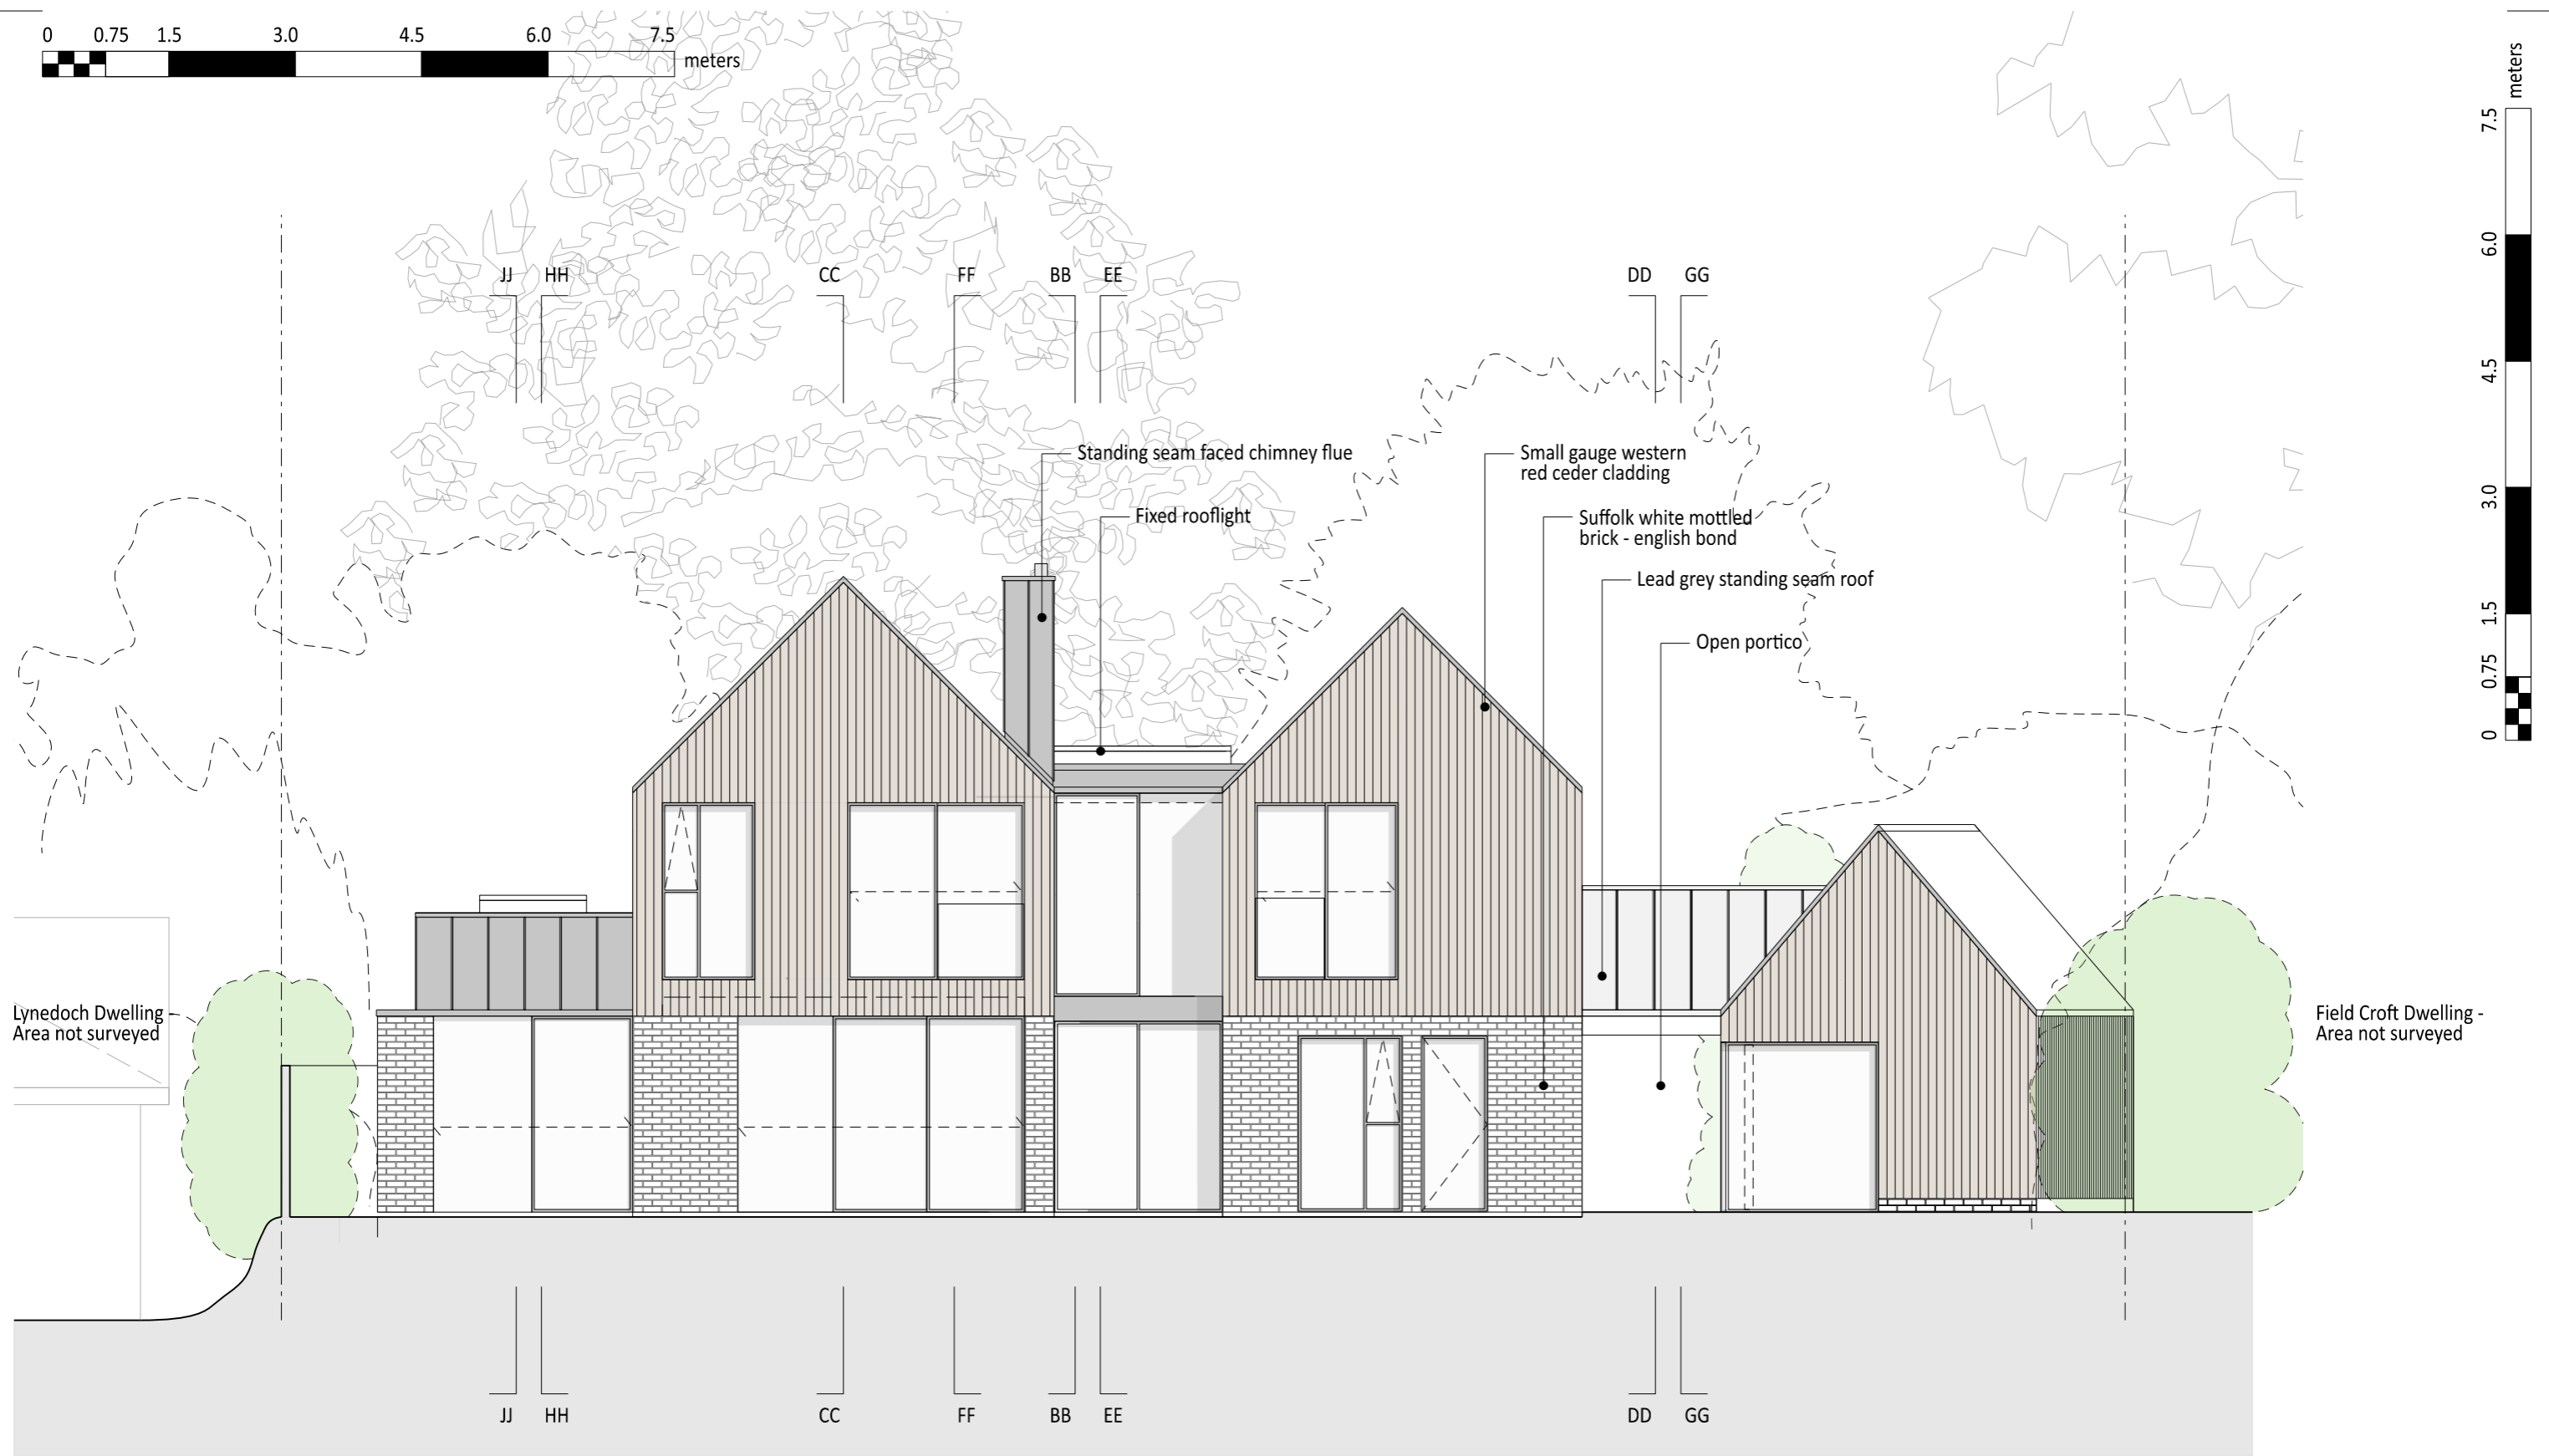 0 0.75 1.5 3.0 4.5 6.0 7.5
meters
meters
7.5
6.0
4.5
3.0
1.5
0.75
0
JJ HH CC FF BB EE DD GG
Standing seam faced chimney flue
Small gauge western
red ceder cladding
Fixed rooflight
Suffolk white mottled
brick - english bond
Lead grey standing seam roof
Open portico
Lynedoch Dwelling
Area not surveyed
Field Croft Dwelling -
Area not surveyed
JJ HH CC FF BB EE DD GG